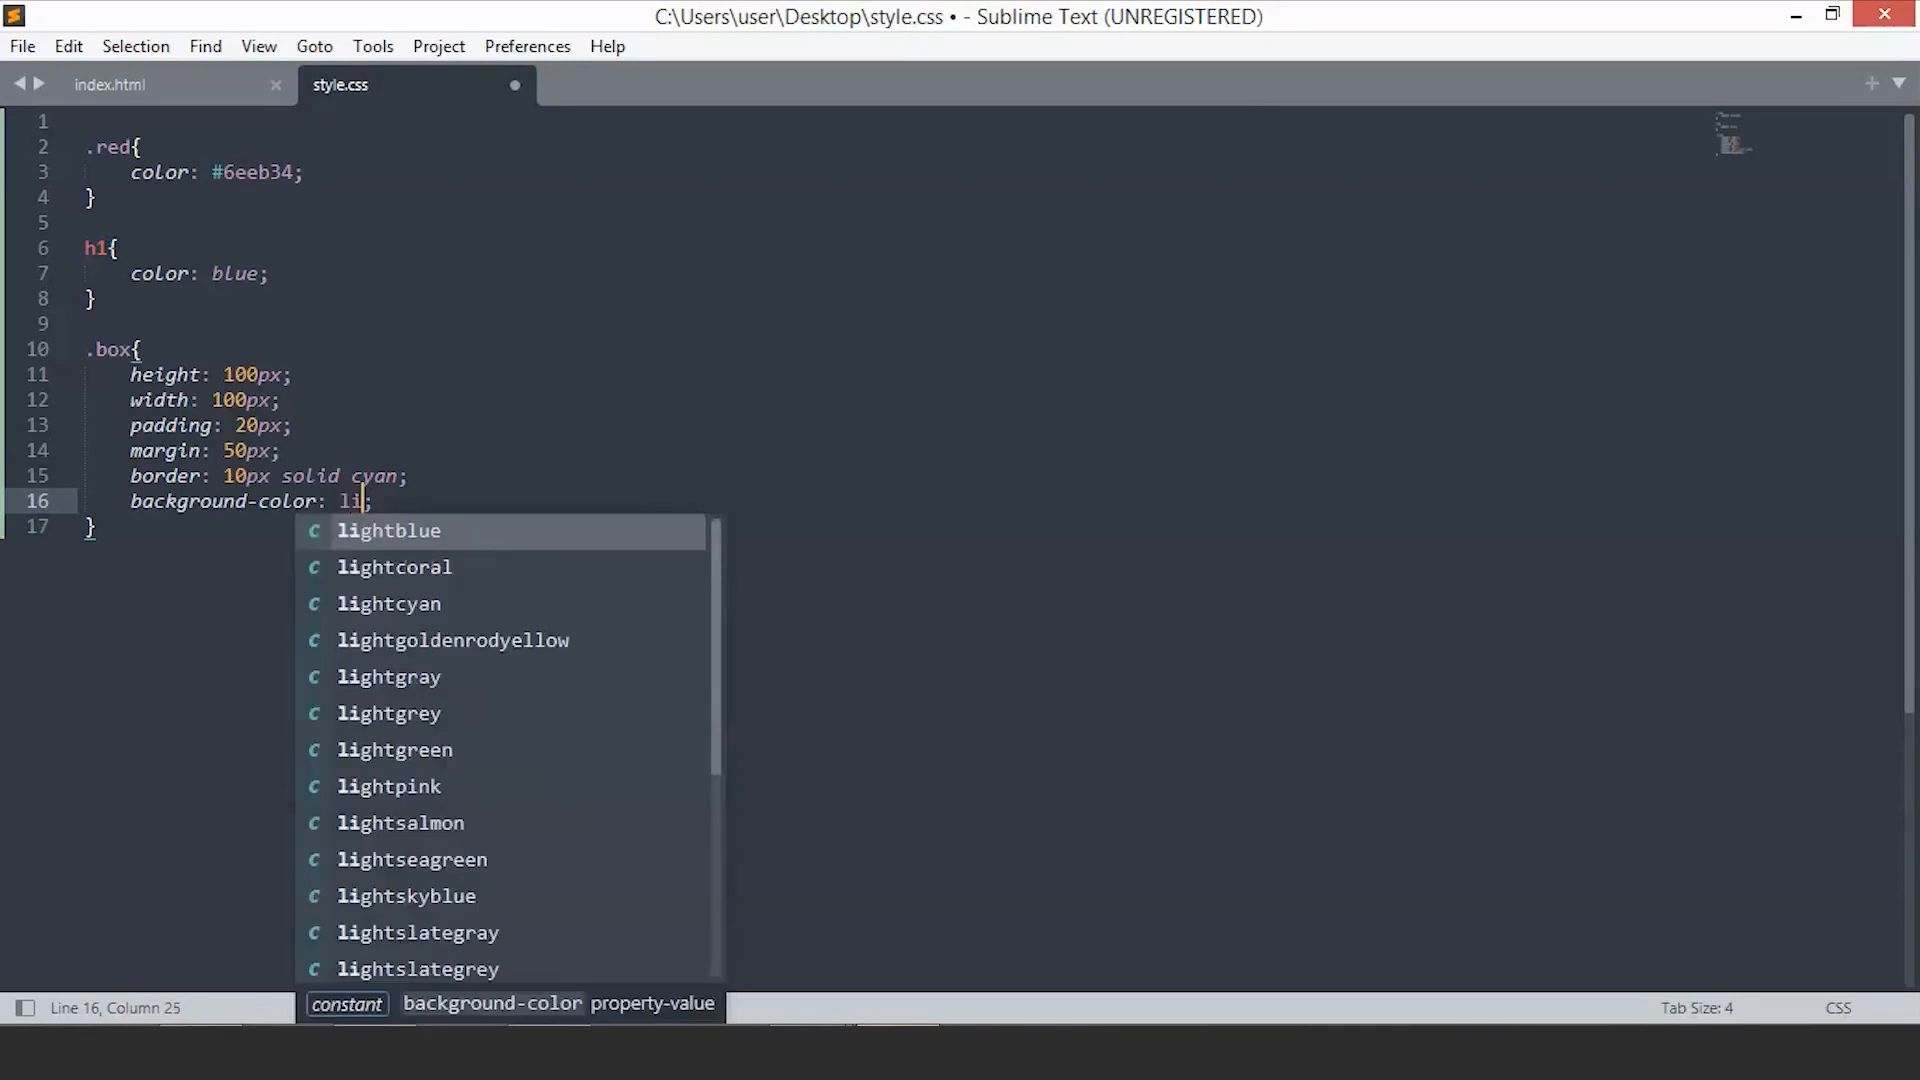 C:\Users\user\Desktop\style.css • - Sublime Text (UNREGISTERED)
File Edit Selection Find View Goto Tools Project Preferences Help
index.html style.css
1
2 .red{
3 color: #6eeb34;
4 }
5
6 h1{
7 color: blue;
8 }
9
10 .box{
11 height: 100px;
12 width: 100px;
13 padding: 20px;
14 margin: 50px;
15 border: 10px solid cyan;
16 background-color: li;
17 }
c lightblue
c lightcoral
c lightcyan
c lightgoldenrodyellow
c lightgray
c lightgrey
c lightgreen
c lightpink
c lightsalmon
c lightseagreen
c lightskyblue
c lightslategray
c lightslategrey
constant background-color property-value
Line 16, Column 25 Tab Size: 4 CSS